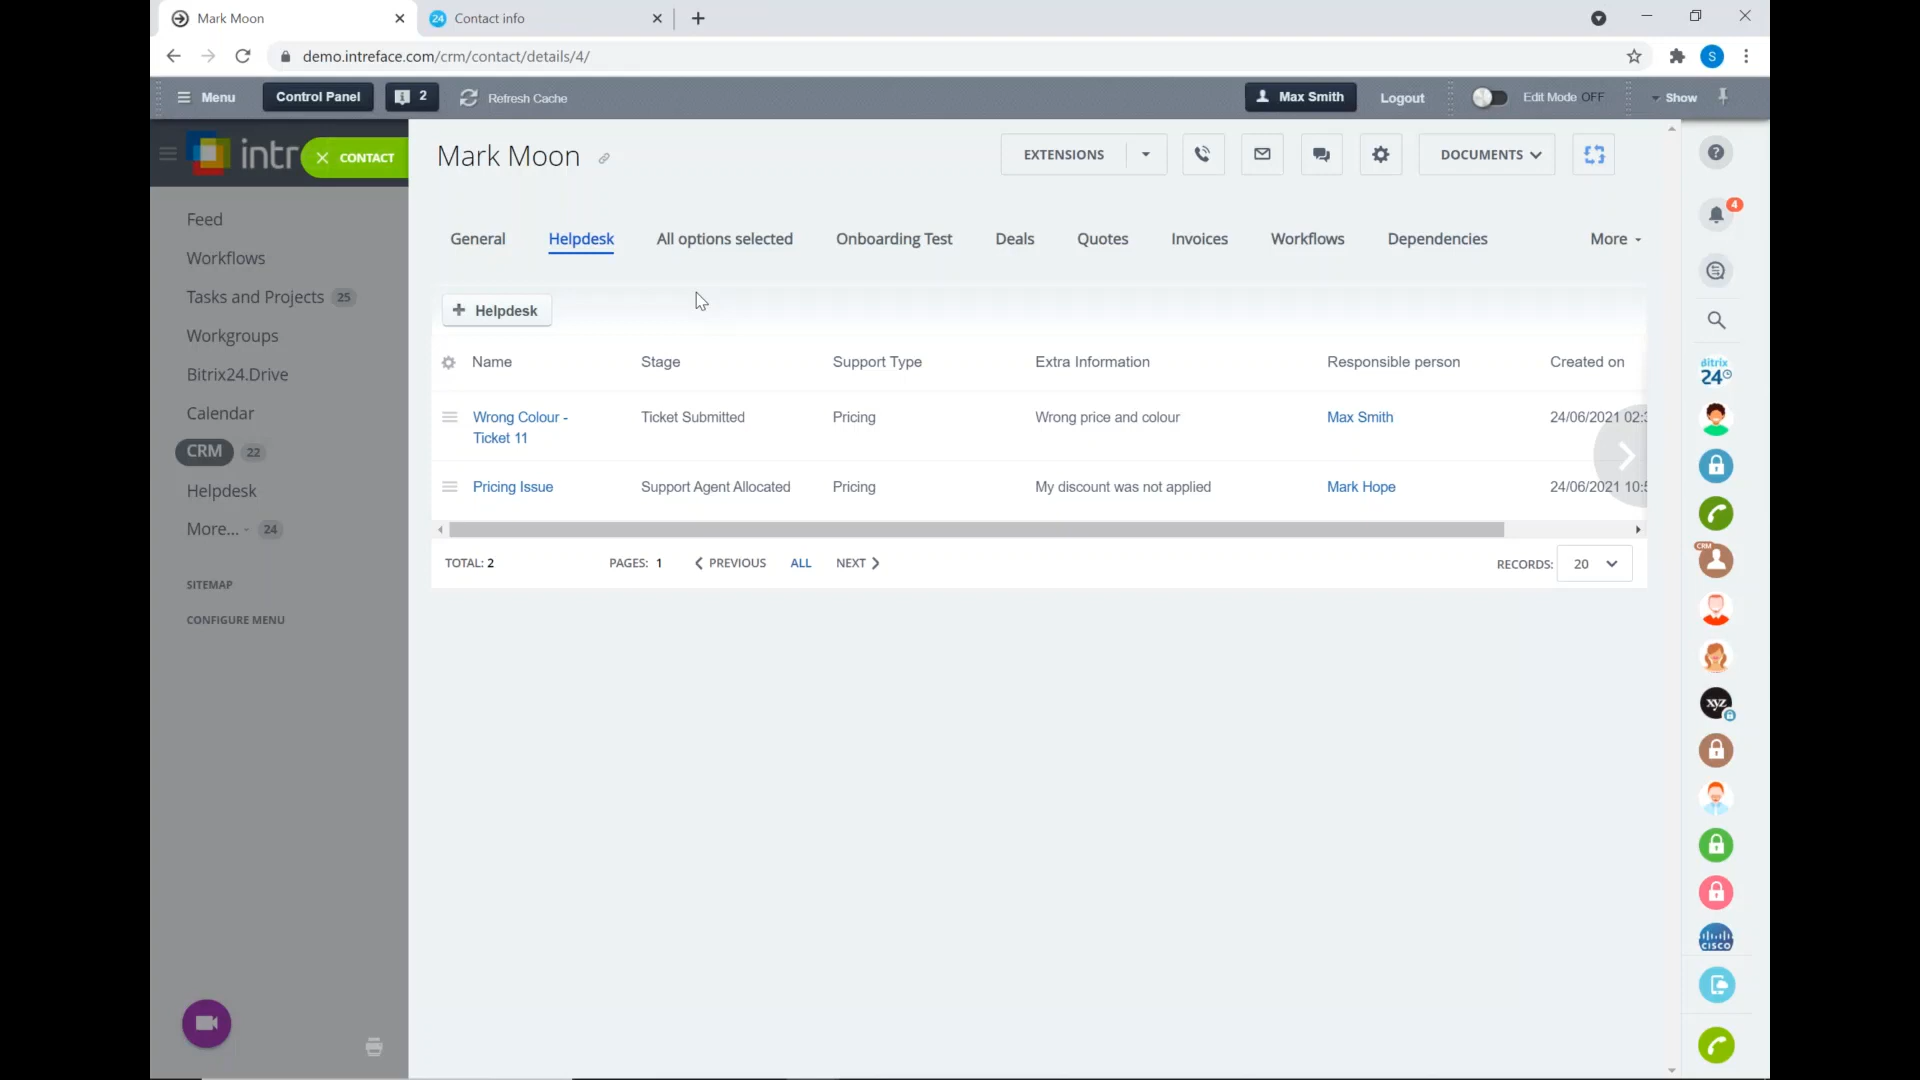 Mark Moon
Contact info
demo.intreface.com/crm/contact/details/4/
S
Menu
Control Panel
2
Refresh Cache
Max Smith
Logout
Edit Mode OFF
Show
intr
CONTACT
Mark Moon
EXTENSIONS
DOCUMENTS
4
Feed
Workflows
Tasks and Projects 25
Workgroups
Bitrix24.Drive
Calendar
CRM 22
Helpdesk
More... - 24
SITEMAP
CONFIGURE MENU
General
Helpdesk
All options selected
Onboarding Test
Deals
Quotes
Invoices
Workflows
Dependencies
More
+ Helpdesk
Name Stage Support Type Extra Information Responsible person Created on
Wrong Colour - Ticket Submitted Pricing Wrong price and colour Max Smith 24/06/2021 02:3
Ticket 11
Pricing Issue Support Agent Allocated Pricing My discount was not applied Mark Hope 24/06/2021 10:5
TOTAL: 2 PAGES: 1 PREVIOUS ALL NEXT RECORDS: 20
24
Bitrix
24
CRM
xyz
CISCO